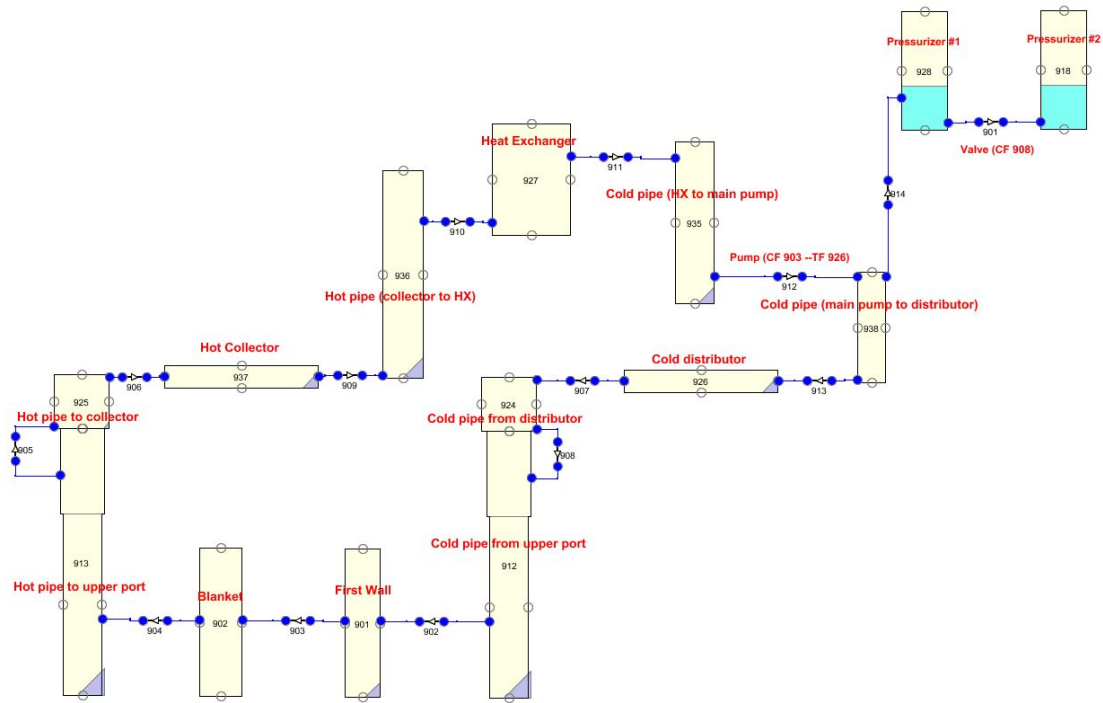 Pressurizer #1
Pressurizer #2
928
918
901
Valve (CF 908)
Heat Exchanger
927
911
Cold pipe (HX to main pump)
935
914
910
936
Hot pipe (collector to HX)
Pump (CF 903 --TF 926)
912
Cold pipe (main pump to distributor)
938
Hot Collector
937
906
909
Cold distributor
926
907
913
925
Hot pipe to collector
905
924
Cold pipe from distributor
908
913
Hot pipe to upper port
Cold pipe from upper port
912
Blanket
902
First Wall
901
904
903
902